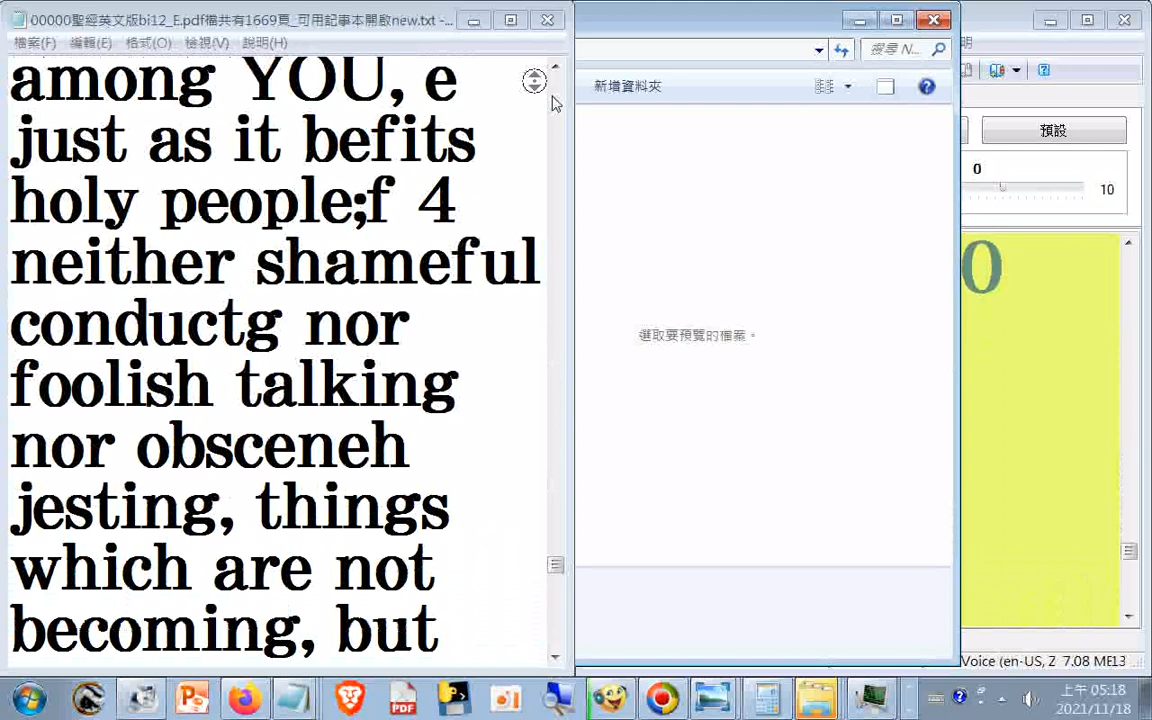 00000聖經英文版bi12_E.pdf檔共有1669頁_可用記事本開啟new.txt -...
檔案(F) 編輯(E) 格式(O) 檢視(V) 說明(H)
among YOU, e
just as it befits
holy people;f 4
neither shameful
conductg nor
foolish talking
nor obsceneh
jesting, things
which are not
becoming, but
搜尋 N...
新增資料夾
選取要預覽的檔案。
明
預設
0
10
0
Voice (en-US, Z 7.08 ME13
上午 05:18
2021/11/18